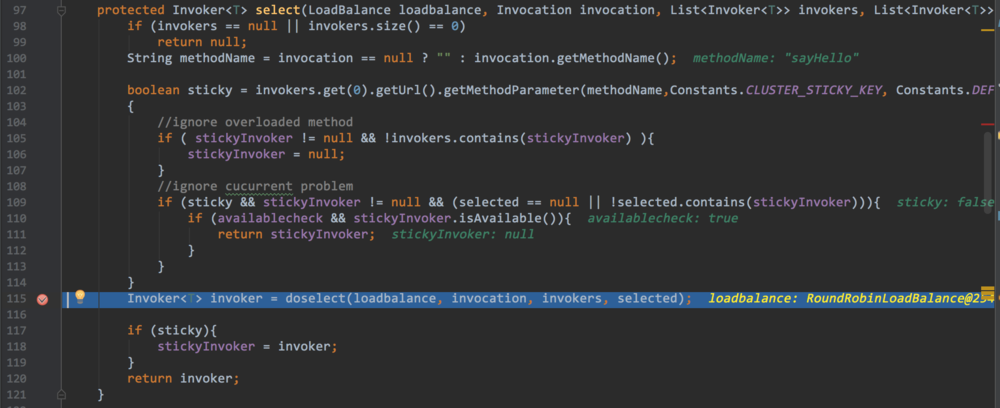 97 protected Invoker<T> select(LoadBalance loadbalance, Invocation invocation, List<Invoker<T>> invokers, List<Invoker<T>>
98 if (invokers == null || invokers.size() == 0)
99 return null;
100 String methodName = invocation == null ? "" : invocation.getMethodName(); methodName: "sayHello"
101
102 boolean sticky = invokers.get(0).getUrl().getMethodParameter(methodName,Constants.CLUSTER_STICKY_KEY, Constants.DEF
103 {
104 //ignore overloaded method
105 if ( stickyInvoker != null && !invokers.contains(stickyInvoker) ){
106 stickyInvoker = null;
107 }
108 //ignore cucurrent problem
109 if (sticky && stickyInvoker != null && (selected == null || !selected.contains(stickyInvoker))){ sticky: false
110 if (availablecheck && stickyInvoker.isAvailable()){ availablecheck: true
111 return stickyInvoker; stickyInvoker: null
112 }
113 }
114 }
115 Invoker<T> invoker = doselect(loadbalance, invocation, invokers, selected); loadbalance: RoundRobinLoadBalance@294
116
117 if (sticky){
118 stickyInvoker = invoker;
119 }
120 return invoker;
121 }